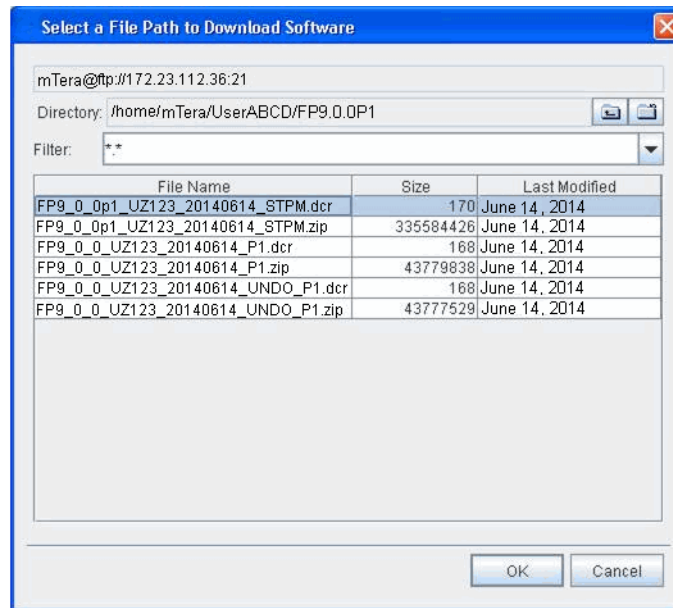 Select a File Path to Download Software
mTera@ftp://172.23.112.36:21
Directory: /home/mTera/UserABCD/FP9.0.0P1
Filter: *.*
File Name Size Last Modified
FP9_0_0p1_UZ123_20140614_STPM.dcr 170 June 14, 2014
FP9_0_0p1_UZ123_20140614_STPM.zip 335584426 June 14, 2014
FP9_0_0_UZ123_20140614_P1.dcr 168 June 14, 2014
FP9_0_0_UZ123_20140614_P1.zip 43779838 June 14, 2014
FP9_0_0_UZ123_20140614_UNDO_P1.dcr 168 June 14, 2014
FP9_0_0_UZ123_20140614_UNDO_P1.zip 43777529 June 14, 2014
OK Cancel